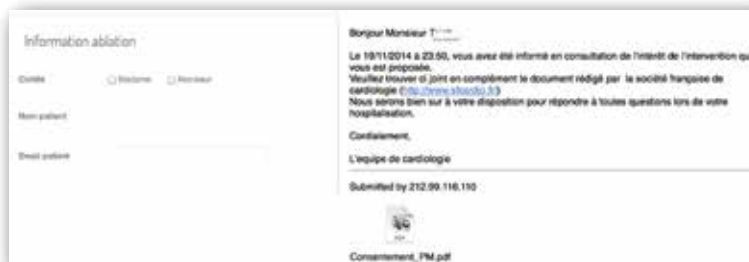 Information ablation
Civilité
Madame
Monsieur
Nom patient
Email patient
Bonjour Monsieur T
Le 19/11/2014 à 23:50, vous avez été informé en consultation de l'intérêt de l'intervention qu
vous est proposée.
Veuillez trouver ci joint en complément le document rédigé par la société française de
cardiologie (http://www.sfcardio.fr/)
Nous serons bien sur à votre disposition pour répondre à toutes questions lors de votre
hospitalisation.
Cordialement,
L'equipe de cardiologie
Submitted by 212.99.116.110
PDF
Consentement_PM.pdf